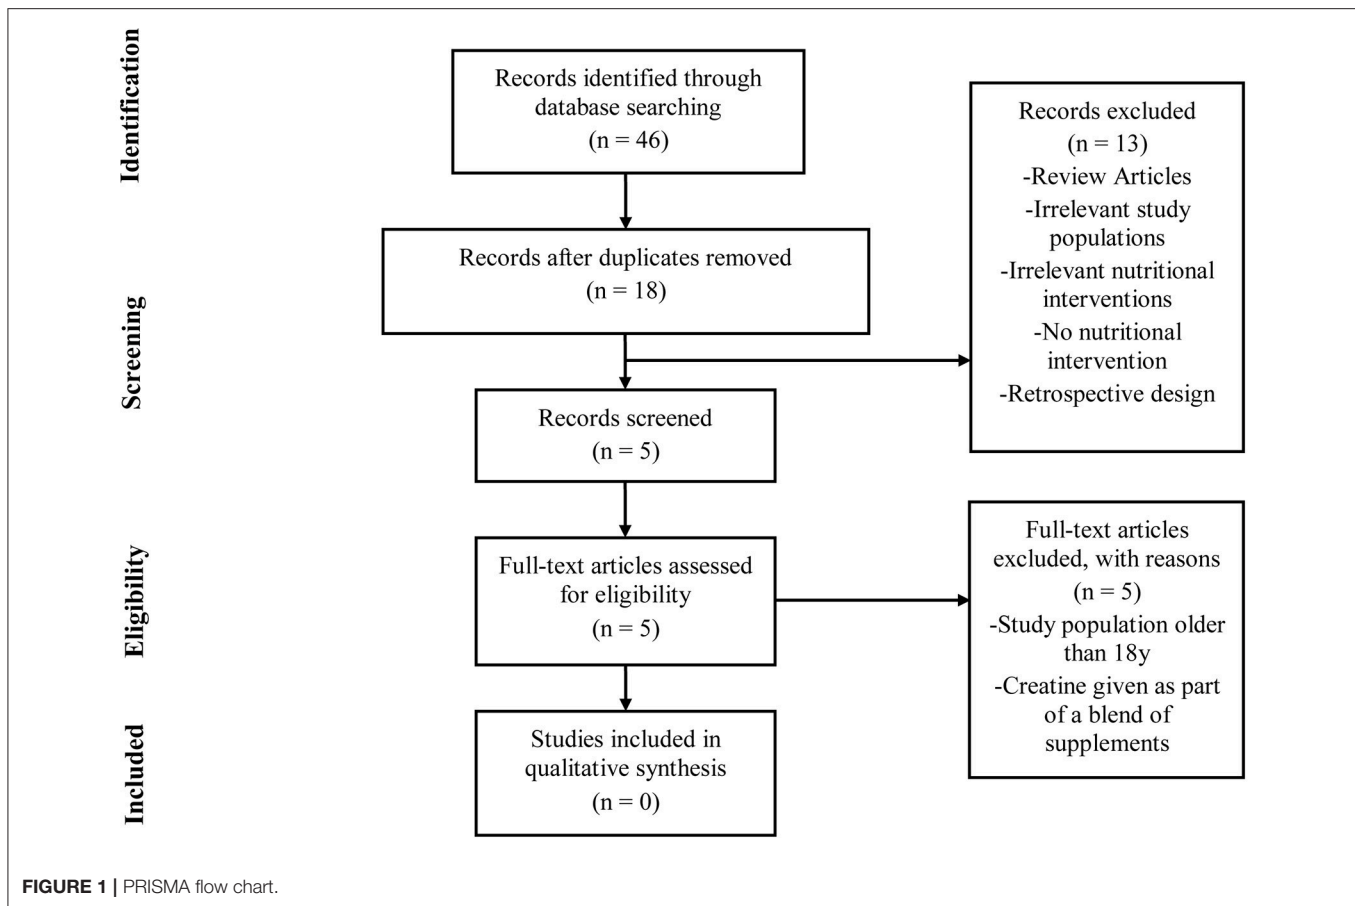 Identification
Records identified through
database searching
(n = 46)
Records excluded
(n = 13)
-Review Articles
-Irrelevant study
populations
-Irrelevant nutritional
interventions
-No nutritional
intervention
-Retrospective design
Screening
Records after duplicates removed
(n = 18)
Records screened
(n = 5)
Eligibility
Full-text articles assessed
for eligibility
(n = 5)
Full-text articles
excluded, with reasons
(n = 5)
-Study population older
than 18y
-Creatine given as part
of a blend of
supplements
Included
Studies included in
qualitative synthesis
(n = 0)
FIGURE 1 | PRISMA flow chart.